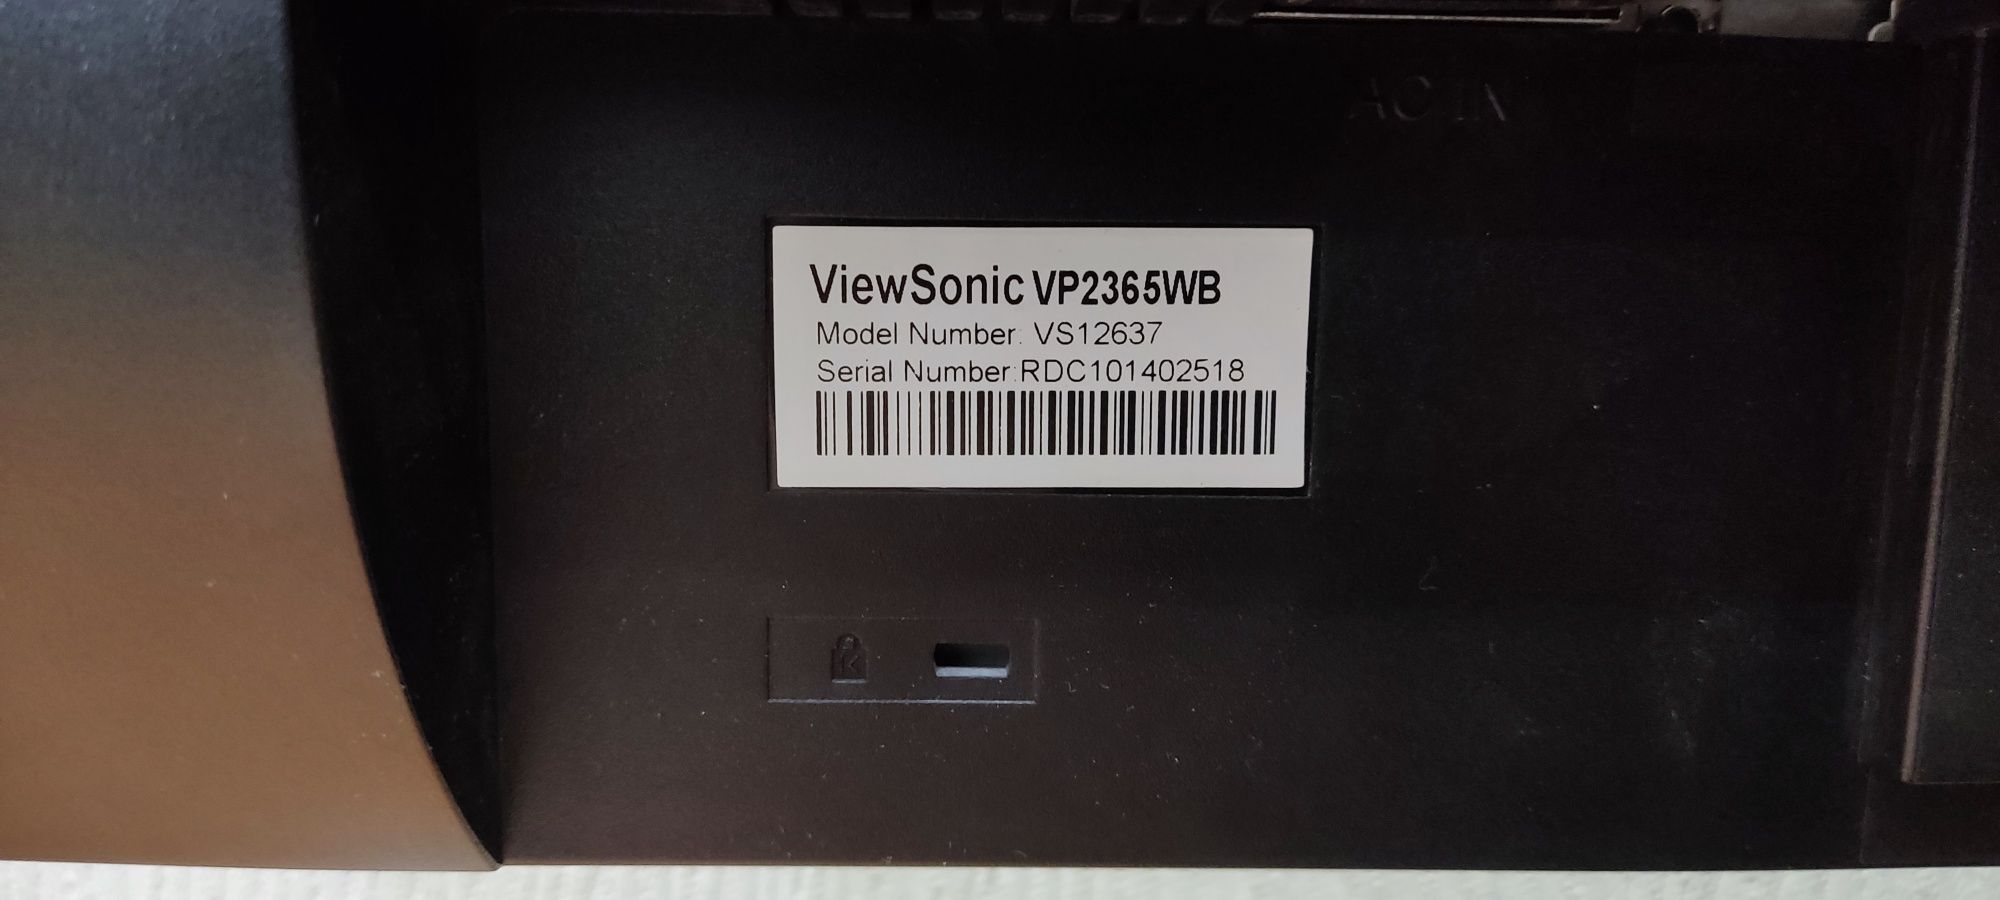 AC IN
ViewSonic VP2365WB
Model Number: VS12637
Serial Number:RDC101402518
K